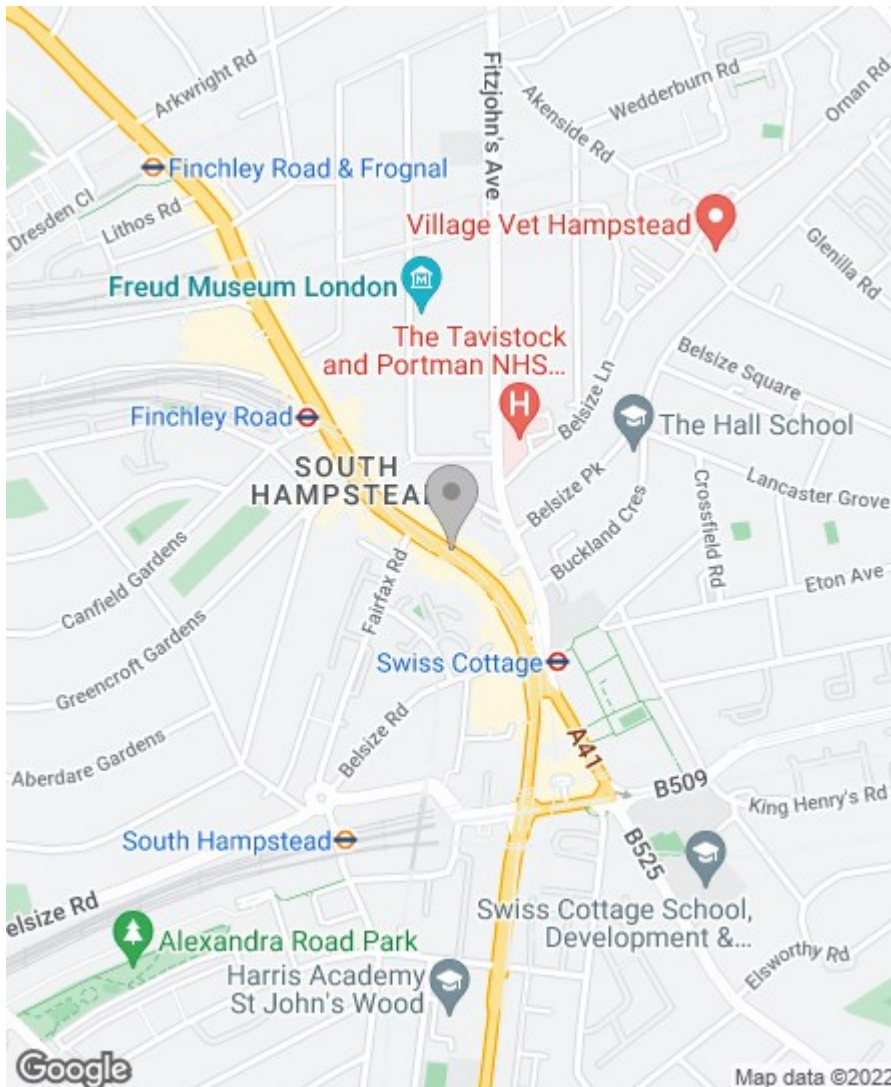 Arkwright Rd
Fitzjohn's Ave
Wedderburn Rd
Akenside Rd
Ornan Rd
Finchley Road & Frognal
Dresden Cl
Lithos Rd
Village Vet Hampstead
Glenilla Rd
Freud Museum London
M
The Tavistock
and Portman NHS...
H
Belsize Ln
Belsize Square
Finchley Road
The Hall School
SOUTH
Belsize Pk
Buckland Cres
Crossfield Rd
Lancaster Grove
Canfield Gardens
Fairfax Rd
Eton Ave
Greencroft Gardens
Swiss Cottage
Belsize Rd
A41
Aberdare Gardens
B509
King Henry's Rd
South Hampstead
B525
Swiss Cottage School,
Development &...
elsize Rd
Alexandra Road Park
Elsworthy Rd
Harris Academy
St John's Wood
Google
Map data ©2022